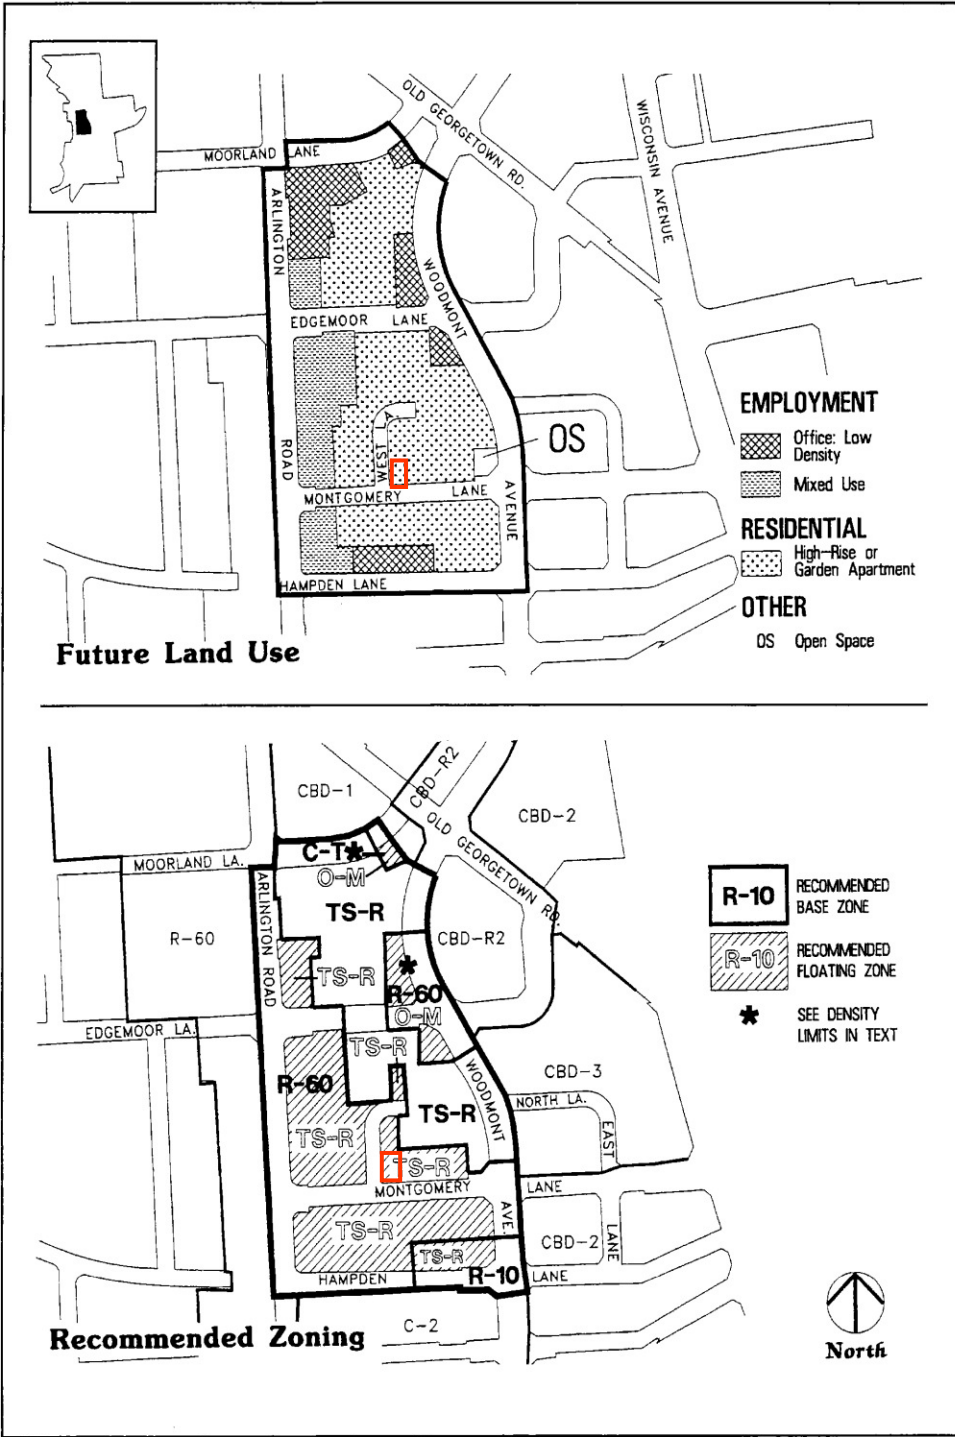 MOORLAND LANE
OLD GEORGETOWN RD.
WISCONSIN AVENUE
ARLINGTON
ROAD
WOODMONT
AVENUE
EDGEMOOR LANE
WEST LA.
OS
MONTGOMERY LANE
HAMPDEN LANE
EMPLOYMENT
Office: Low
Density
Mixed Use
RESIDENTIAL
High-Rise or
Garden Apartment
OTHER
OS Open Space
Future Land Use
CBD-1
CBD-R2
CBD-2
OLD GEORGETOWN RD.
MOORLAND LA.
C-T*
O-M
ARLINGTON ROAD
TS-R
R-60
CBD-R2
TS-R
*
R-60
O-M
EDGEMOOR LA.
TS-R
WOODMONT
AVE.
CBD-3
R-60
TS-R
NORTH LA.
EAST
LANE
TS-R
TS-R
MONTGOMERY LANE
TS-R
CBD-2
TS-R
R-10
HAMPDEN LANE
C-2
R-10 RECOMMENDED
BASE ZONE
R-10 RECOMMENDED
FLOATING ZONE
* SEE DENSITY
LIMITS IN TEXT
Recommended Zoning
North